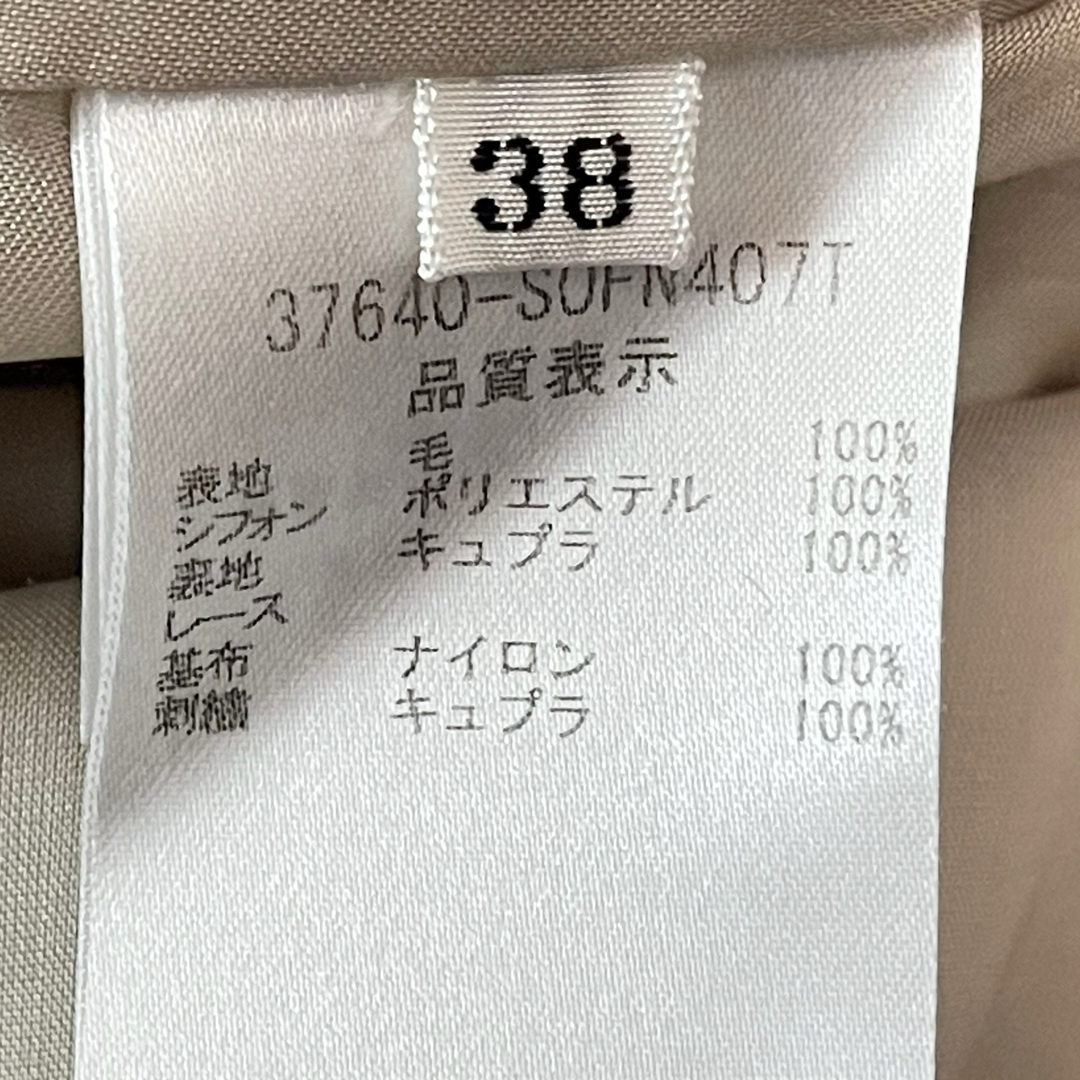 38
37640-SOFN407T
品質表示
表地 毛 100%
シフォン ポリエステル 100%
裏地 キュプラ 100%
レース
基布 ナイロン 100%
刺繍 キュプラ 100%